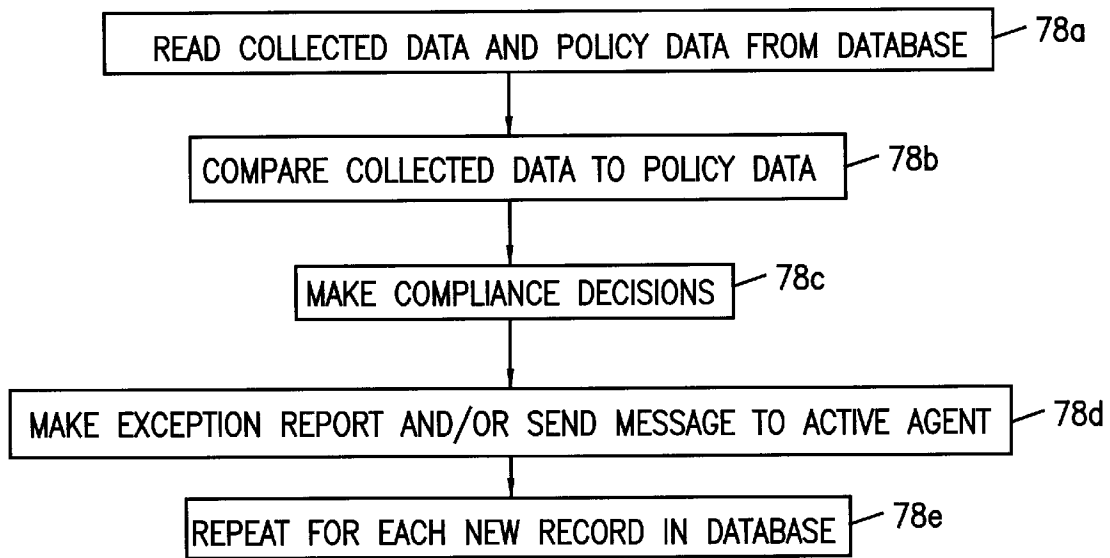 READ COLLECTED DATA AND POLICY DATA FROM DATABASE 78a
COMPARE COLLECTED DATA TO POLICY DATA 78b
MAKE COMPLIANCE DECISIONS 78c
MAKE EXCEPTION REPORT AND/OR SEND MESSAGE TO ACTIVE AGENT 78d
REPEAT FOR EACH NEW RECORD IN DATABASE 78e